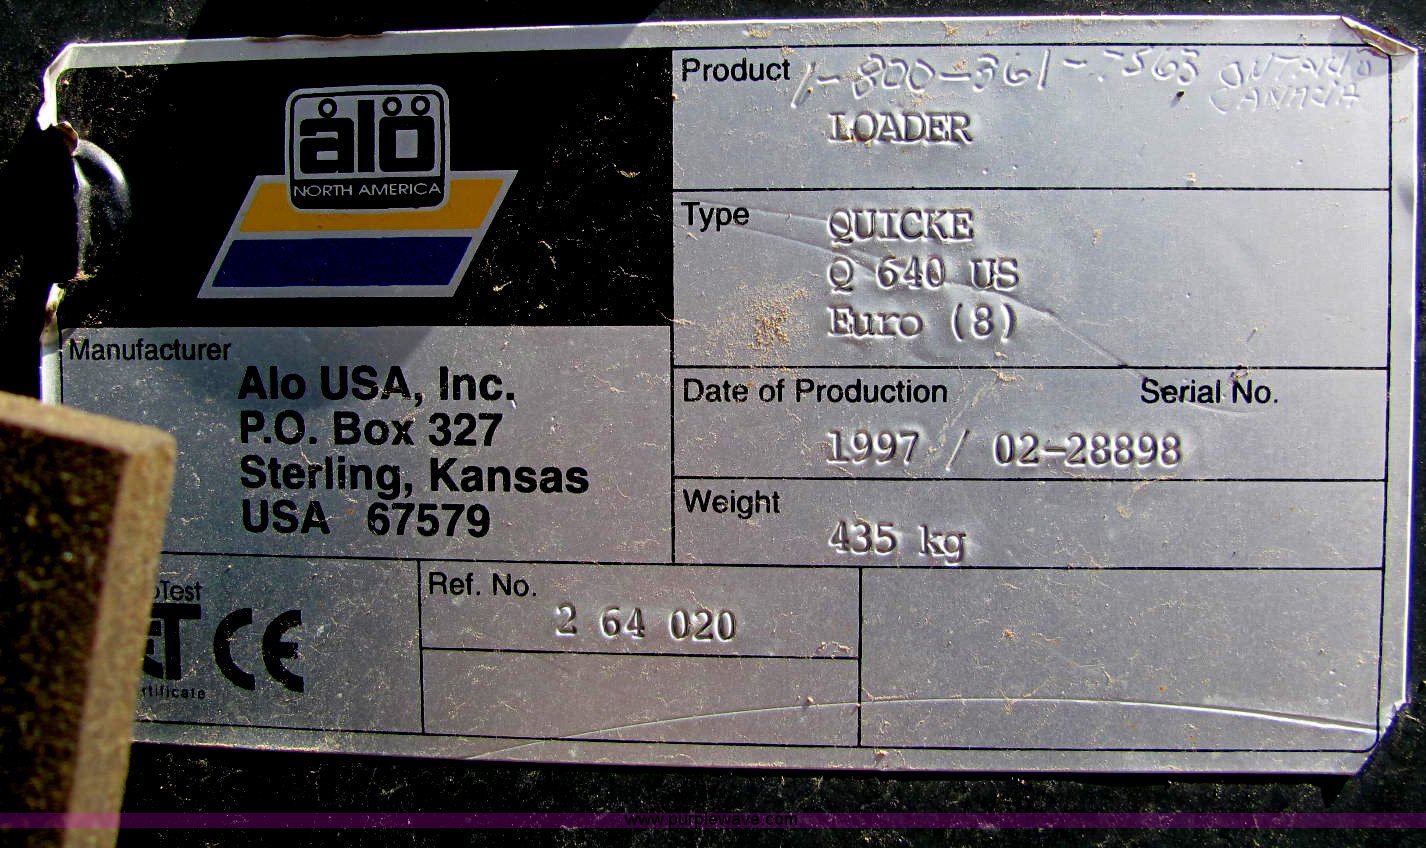 ålö
NORTH AMERICA
Product
1-800-361-7563 ONTARIO
CANADA
LOADER
Type
QUICKE
Q 640 US
Euro (8)
Manufacturer
Alo USA, Inc.
P.O. Box 327
Sterling, Kansas
USA 67579
Date of Production Serial No.
1997 / 02-28898
Weight
435 kg
Ref. No.
2 64 020
CE
www.purplewave.com